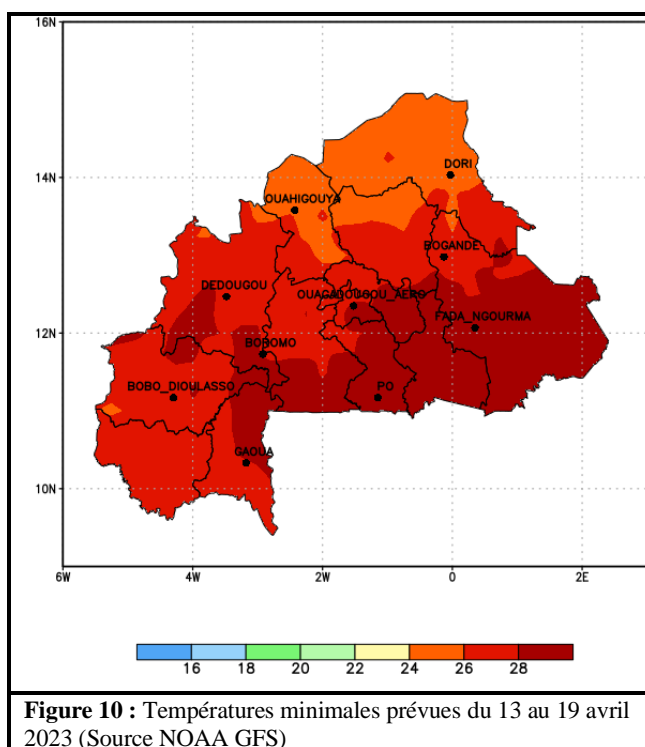 16N
14N
12N
10N
6W 4W 2W 0 2E
DORI
OUAHIGOUYA
BOGANDE
DEDOUGOU
OUAGADOUGOU_AERO
FADA_NGOURMA
BOROMO
BOBO_DIOULASSO
PO
GAOUA
16 18 20 22 24 26 28
Figure 10 : Températures minimales prévues du 13 au 19 avril
2023 (Source NOAA GFS)